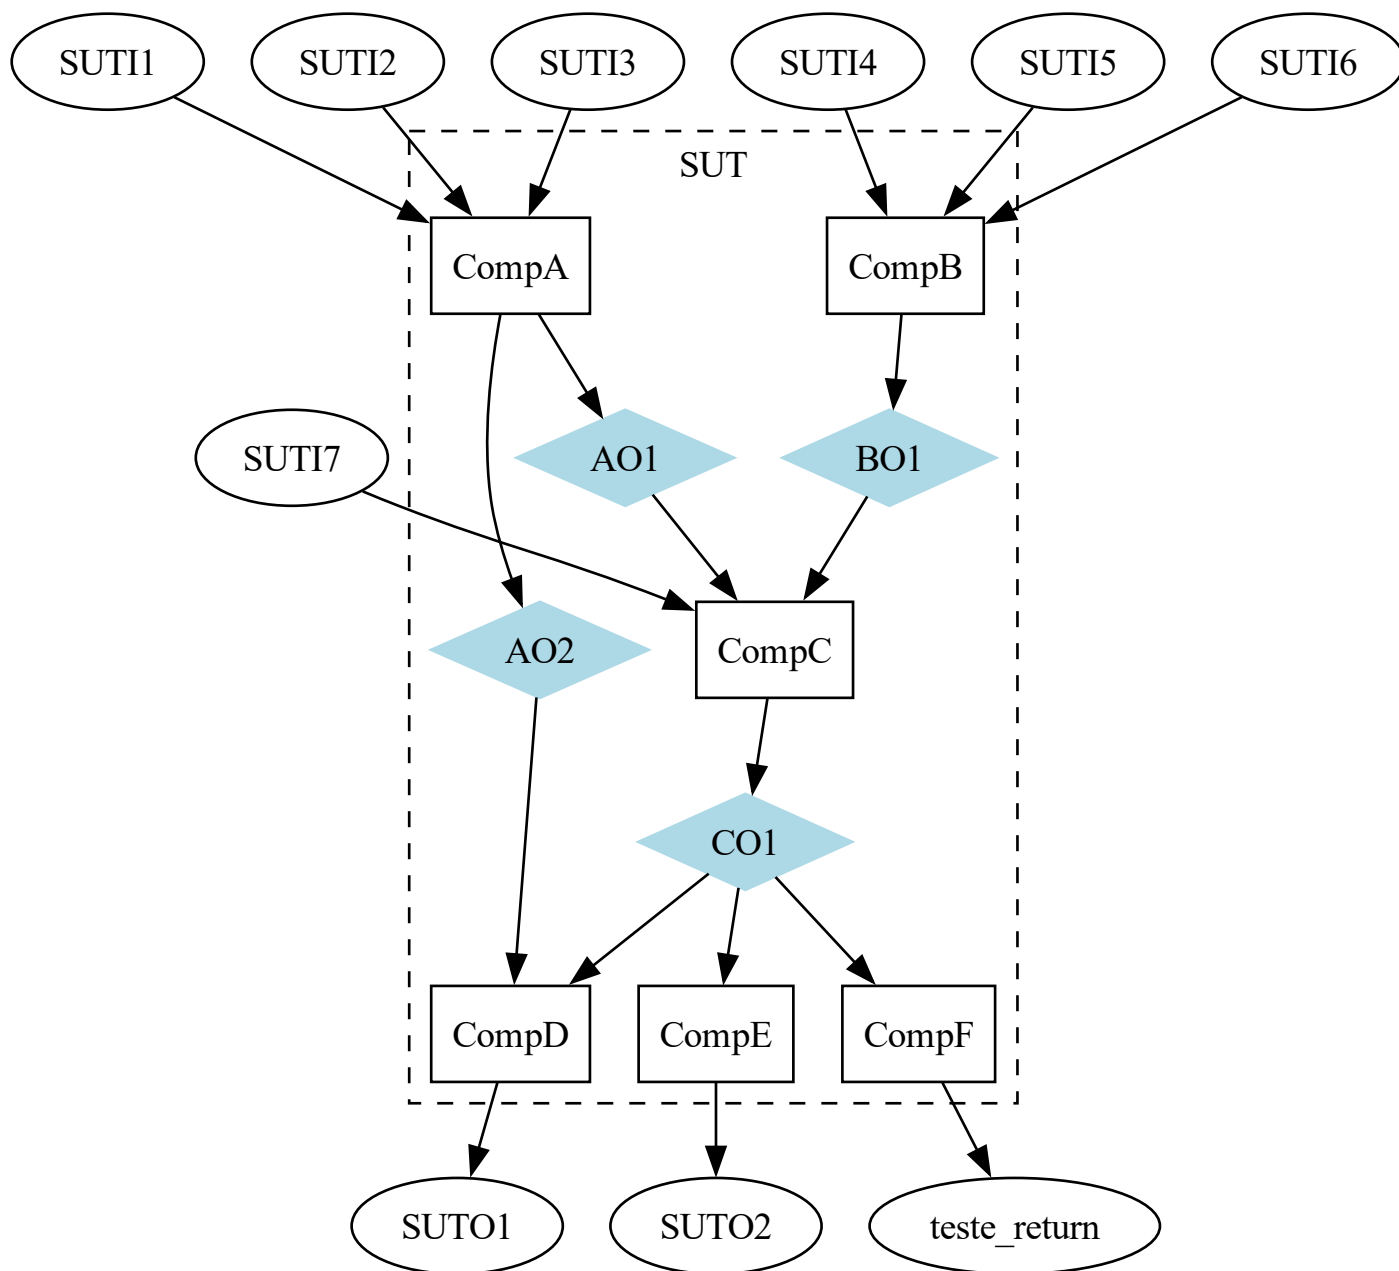 SUTI1
SUTI2
SUTI3
SUTI4
SUTI5
SUTI6
SUT
CompA
CompB
SUTI7
AO1
BO1
AO2
CompC
CO1
CompD
CompE
CompF
SUTO1
SUTO2
teste_return